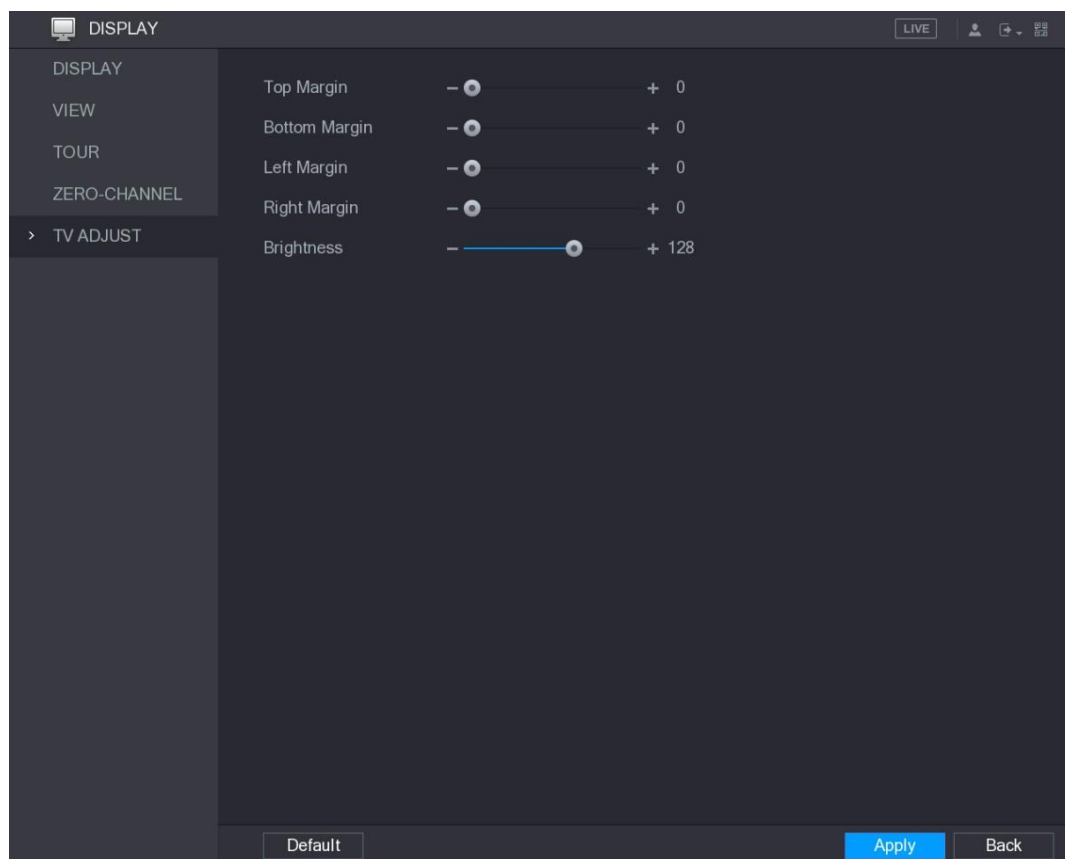 DISPLAY
LIVE
DISPLAY
VIEW
TOUR
ZERO-CHANNEL
> TV ADJUST
Top Margin - + 0
Bottom Margin - + 0
Left Margin - + 0
Right Margin - + 0
Brightness - + 128
Default
Apply
Back